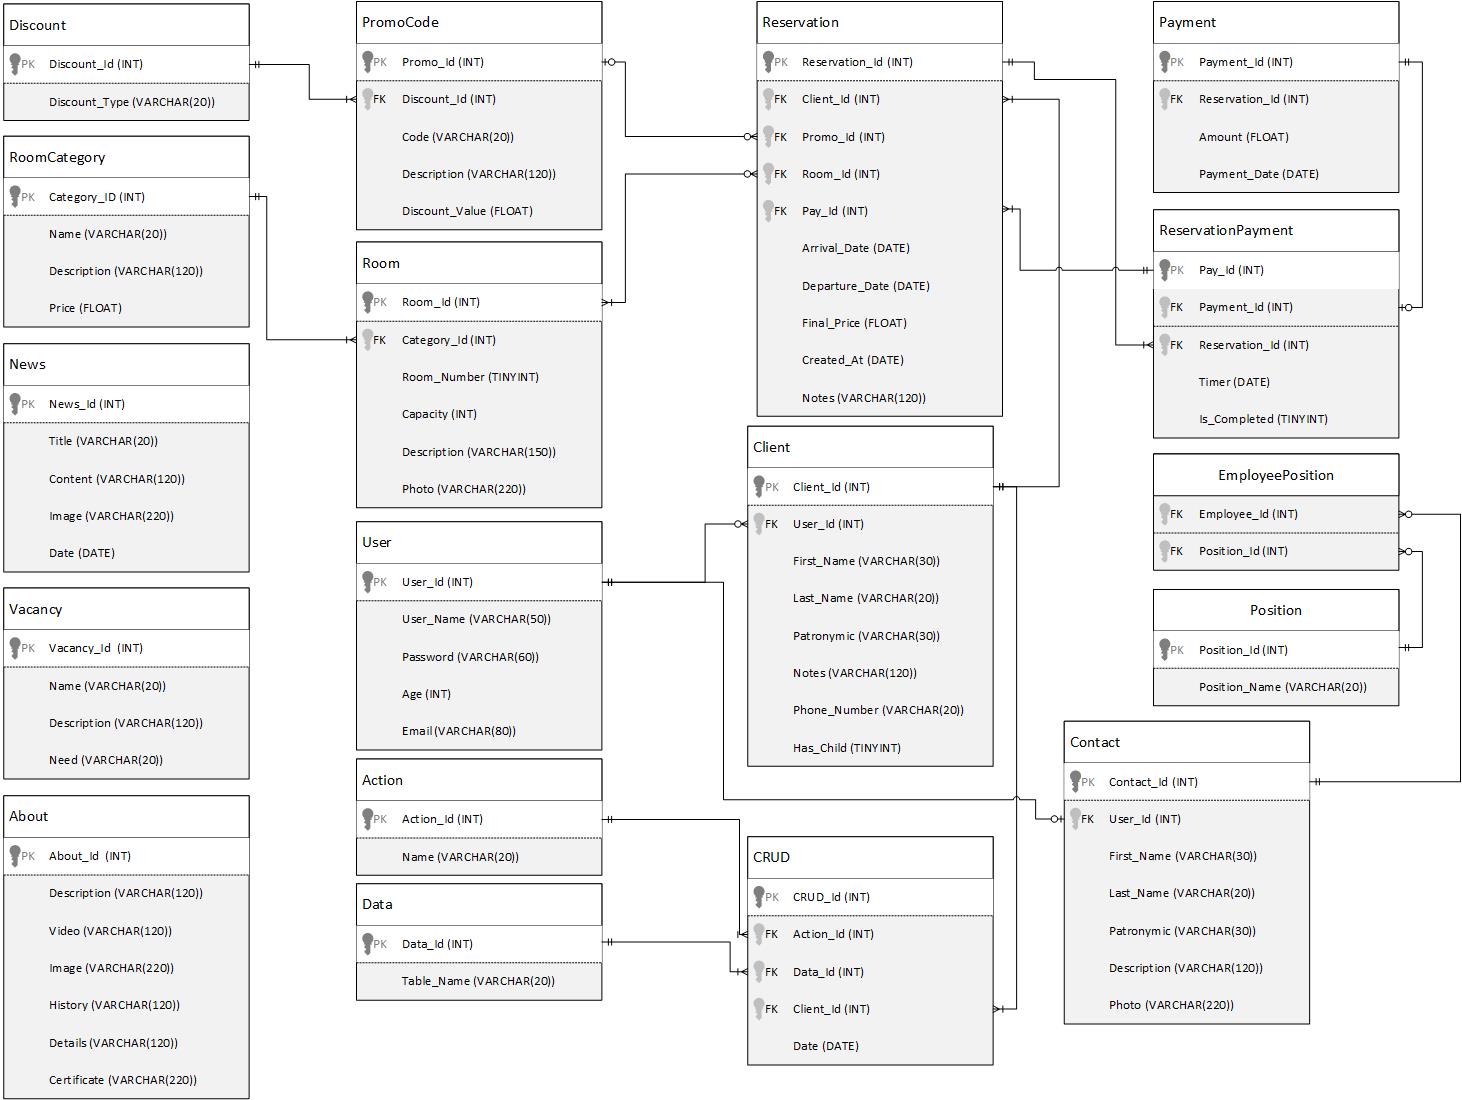 Discount
PK Discount_Id (INT)
Discount_Type (VARCHAR(20))
RoomCategory
PK Category_ID (INT)
Name (VARCHAR(20))
Description (VARCHAR(120))
Price (FLOAT)
News
PK News_Id (INT)
Title (VARCHAR(20))
Content (VARCHAR(120))
Image (VARCHAR(220))
Date (DATE)
Vacancy
PK Vacancy_Id (INT)
Name (VARCHAR(20))
Description (VARCHAR(120))
Need (VARCHAR(20))
About
PK About_Id (INT)
Description (VARCHAR(120))
Video (VARCHAR(120))
Image (VARCHAR(220))
History (VARCHAR(120))
Details (VARCHAR(120))
Certificate (VARCHAR(220))
PromoCode
PK Promo_Id (INT)
FK Discount_Id (INT)
Code (VARCHAR(20))
Description (VARCHAR(120))
Discount_Value (FLOAT)
Room
PK Room_Id (INT)
FK Category_Id (INT)
Room_Number (TINYINT)
Capacity (INT)
Description (VARCHAR(150))
Photo (VARCHAR(220))
User
PK User_Id (INT)
User_Name (VARCHAR(50))
Password (VARCHAR(60))
Age (INT)
Email (VARCHAR(80))
Action
PK Action_Id (INT)
Name (VARCHAR(20))
Data
PK Data_Id (INT)
Table_Name (VARCHAR(20))
Reservation
PK Reservation_Id (INT)
FK Client_Id (INT)
FK Promo_Id (INT)
FK Room_Id (INT)
FK Pay_Id (INT)
Arrival_Date (DATE)
Departure_Date (DATE)
Final_Price (FLOAT)
Created_At (DATE)
Notes (VARCHAR(120))
Client
PK Client_Id (INT)
FK User_Id (INT)
First_Name (VARCHAR(30))
Last_Name (VARCHAR(20))
Patronymic (VARCHAR(30))
Notes (VARCHAR(120))
Phone_Number (VARCHAR(20))
Has_Child (TINYINT)
CRUD
PK CRUD_Id (INT)
FK Action_Id (INT)
FK Data_Id (INT)
FK Client_Id (INT)
Date (DATE)
Payment
PK Payment_Id (INT)
FK Reservation_Id (INT)
Amount (FLOAT)
Payment_Date (DATE)
ReservationPayment
PK Pay_Id (INT)
FK Payment_Id (INT)
FK Reservation_Id (INT)
Timer (DATE)
Is_Completed (TINYINT)
EmployeePosition
FK Employee_Id (INT)
FK Position_Id (INT)
Position
PK Position_Id (INT)
Position_Name (VARCHAR(20))
Contact
PK Contact_Id (INT)
FK User_Id (INT)
First_Name (VARCHAR(30))
Last_Name (VARCHAR(20))
Patronymic (VARCHAR(30))
Description (VARCHAR(120))
Photo (VARCHAR(220))